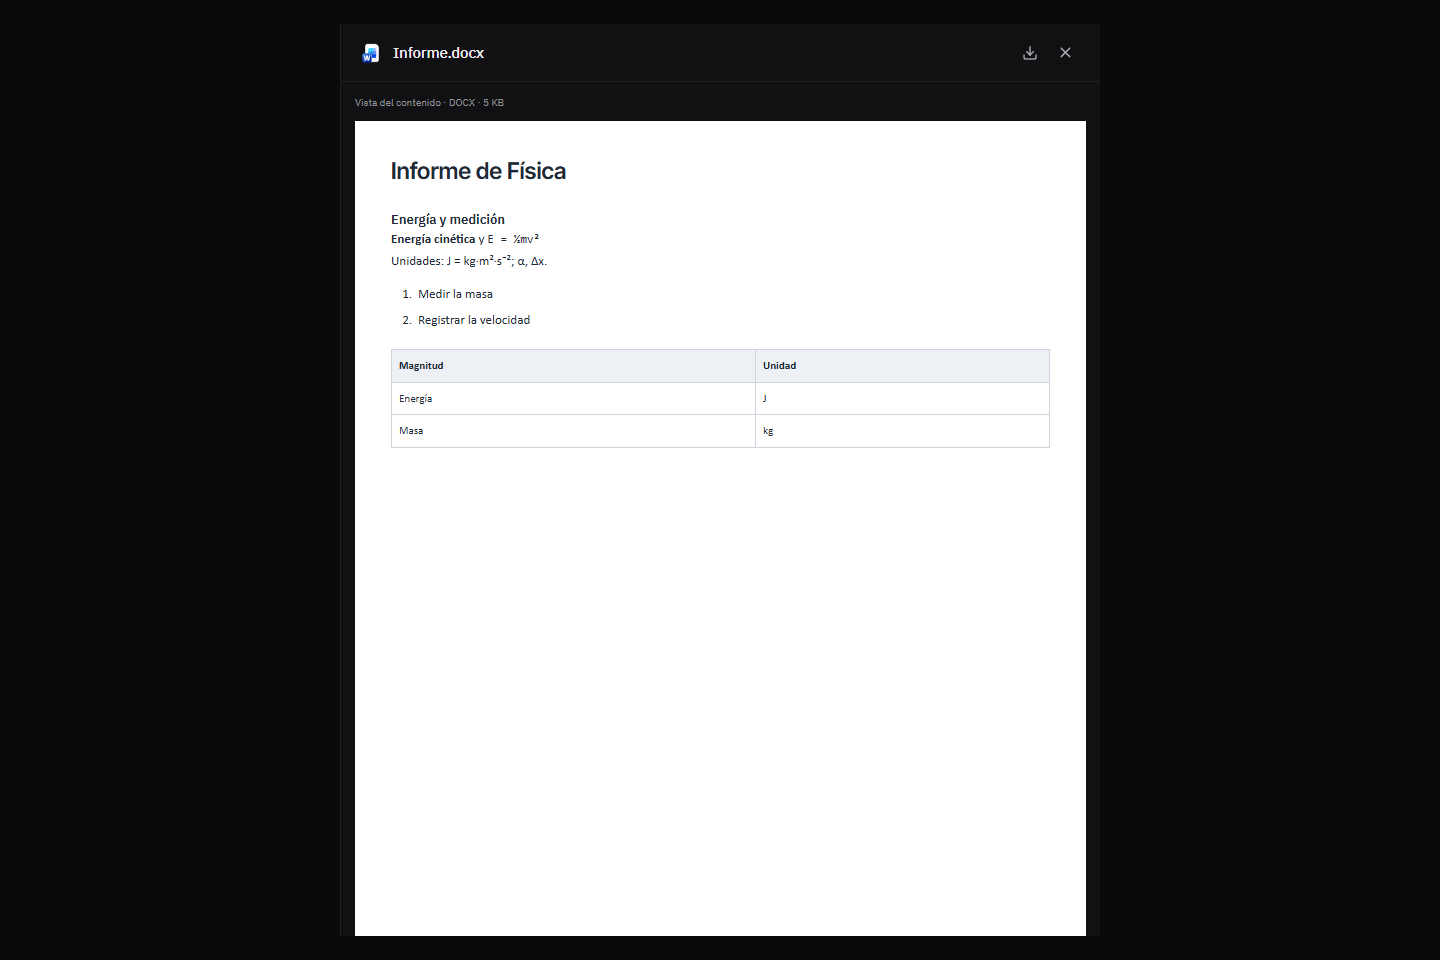 Informe.docx
Vista del contenido · DOCX · 5 KB
Informe de Física
Energía y medición
Energía cinética y E = ½mv²
Unidades: J = kg·m²·s⁻²; α, Δx.
1. Medir la masa
2. Registrar la velocidad
Magnitud Unidad
Energía J
Masa kg